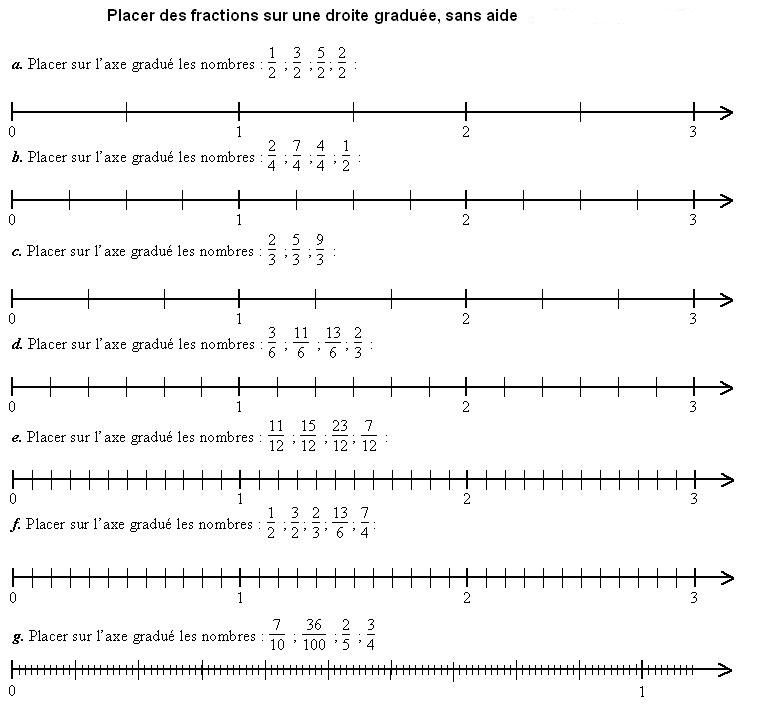 Placer des fractions sur une droite graduée, sans aide
a. Placer sur l'axe gradué les nombres : 1/2 ; 3/2 ; 5/2 ; 2/2 :
0 1 2 3
b. Placer sur l'axe gradué les nombres : 2/4 ; 7/4 ; 4/4 ; 1/2 :
0 1 2 3
c. Placer sur l'axe gradué les nombres : 2/3 ; 5/3 ; 9/3 :
0 1 2 3
d. Placer sur l'axe gradué les nombres : 3/6 ; 11/6 ; 13/6 ; 2/3 :
0 1 2 3
e. Placer sur l'axe gradué les nombres : 11/12 ; 15/12 ; 23/12 ; 7/12 :
0 1 2 3
f. Placer sur l'axe gradué les nombres : 1/2 ; 3/2 ; 2/3 ; 13/6 ; 7/4 :
0 1 2 3
g. Placer sur l'axe gradué les nombres : 7/10 ; 36/100 ; 2/5 ; 3/4
0 1